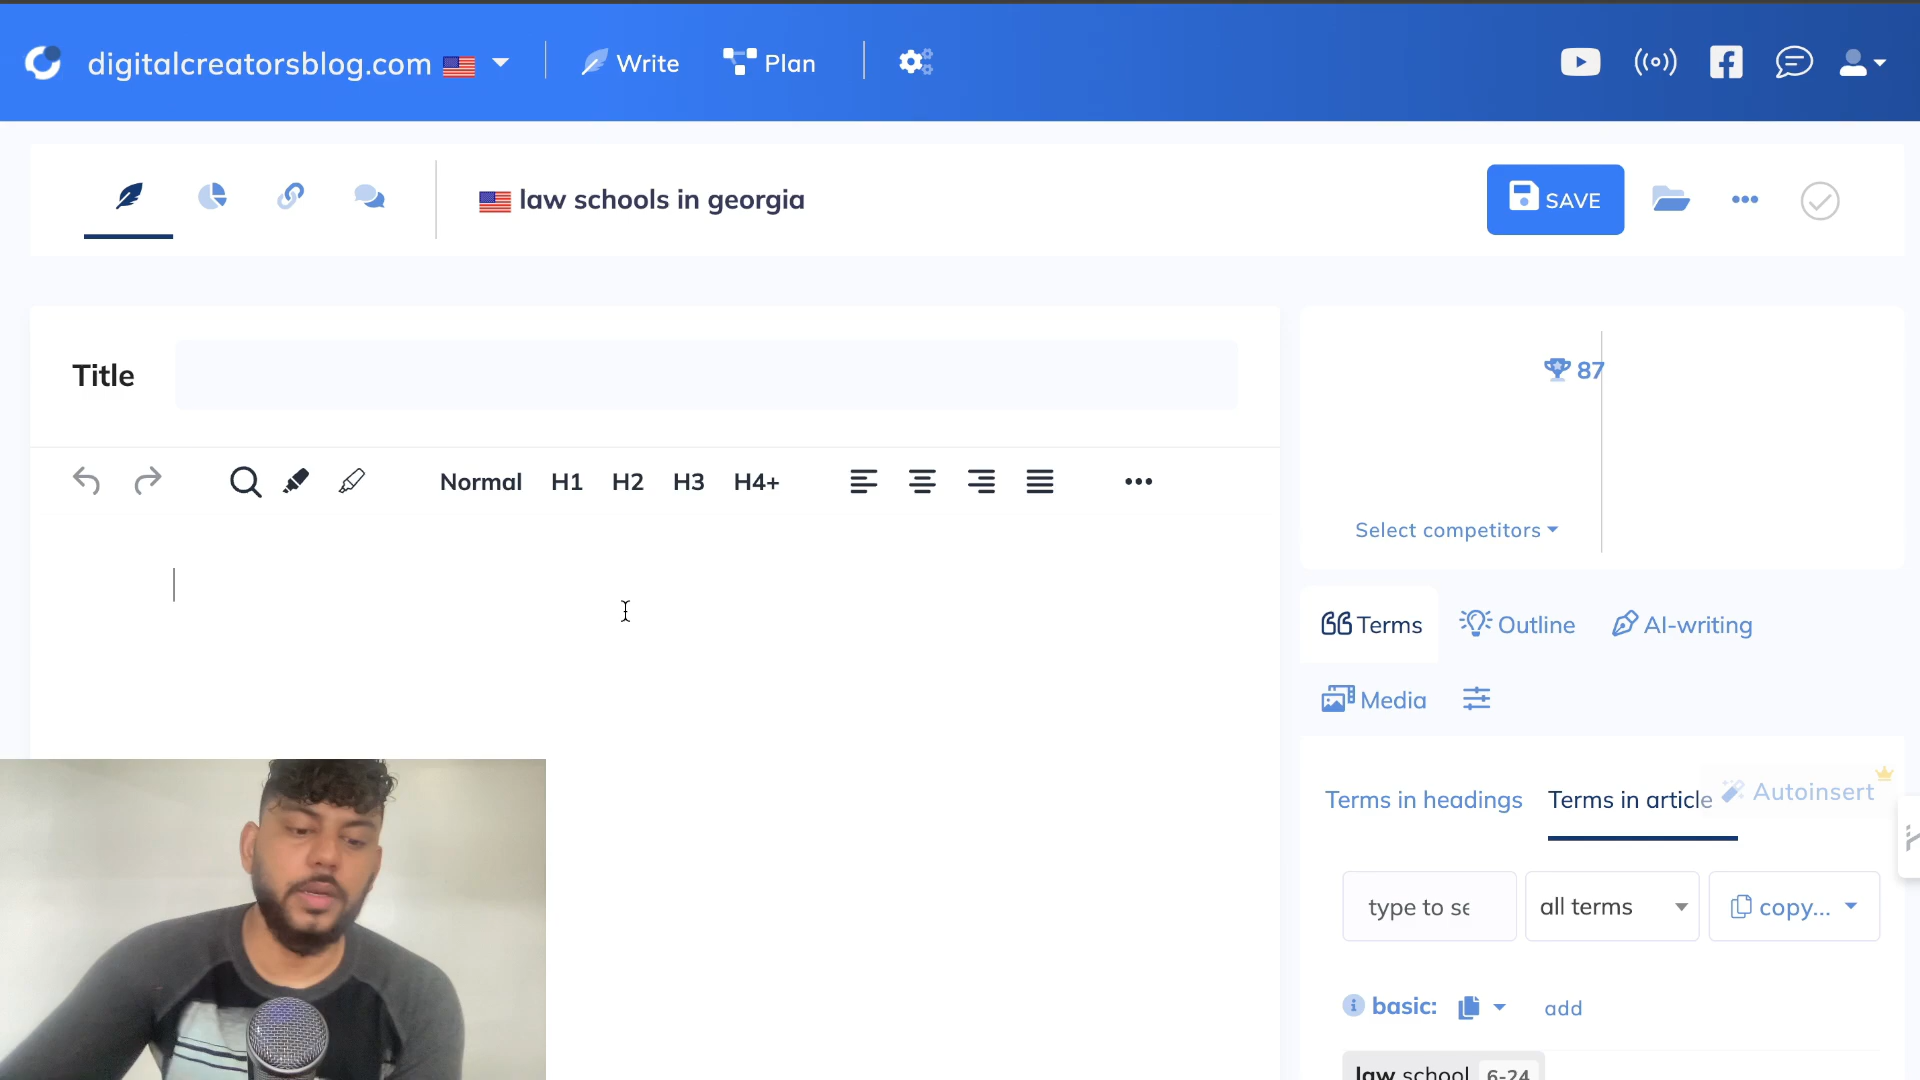 digitalcreatorsblog.com Write Plan
law schools in georgia SAVE
Title
87
Normal H1 H2 H3 H4+
Select competitors
Terms Outline AI-writing
Media
Terms in headings Terms in article Autoinsert
type to se all terms copy...
basic: add
law school 6-24